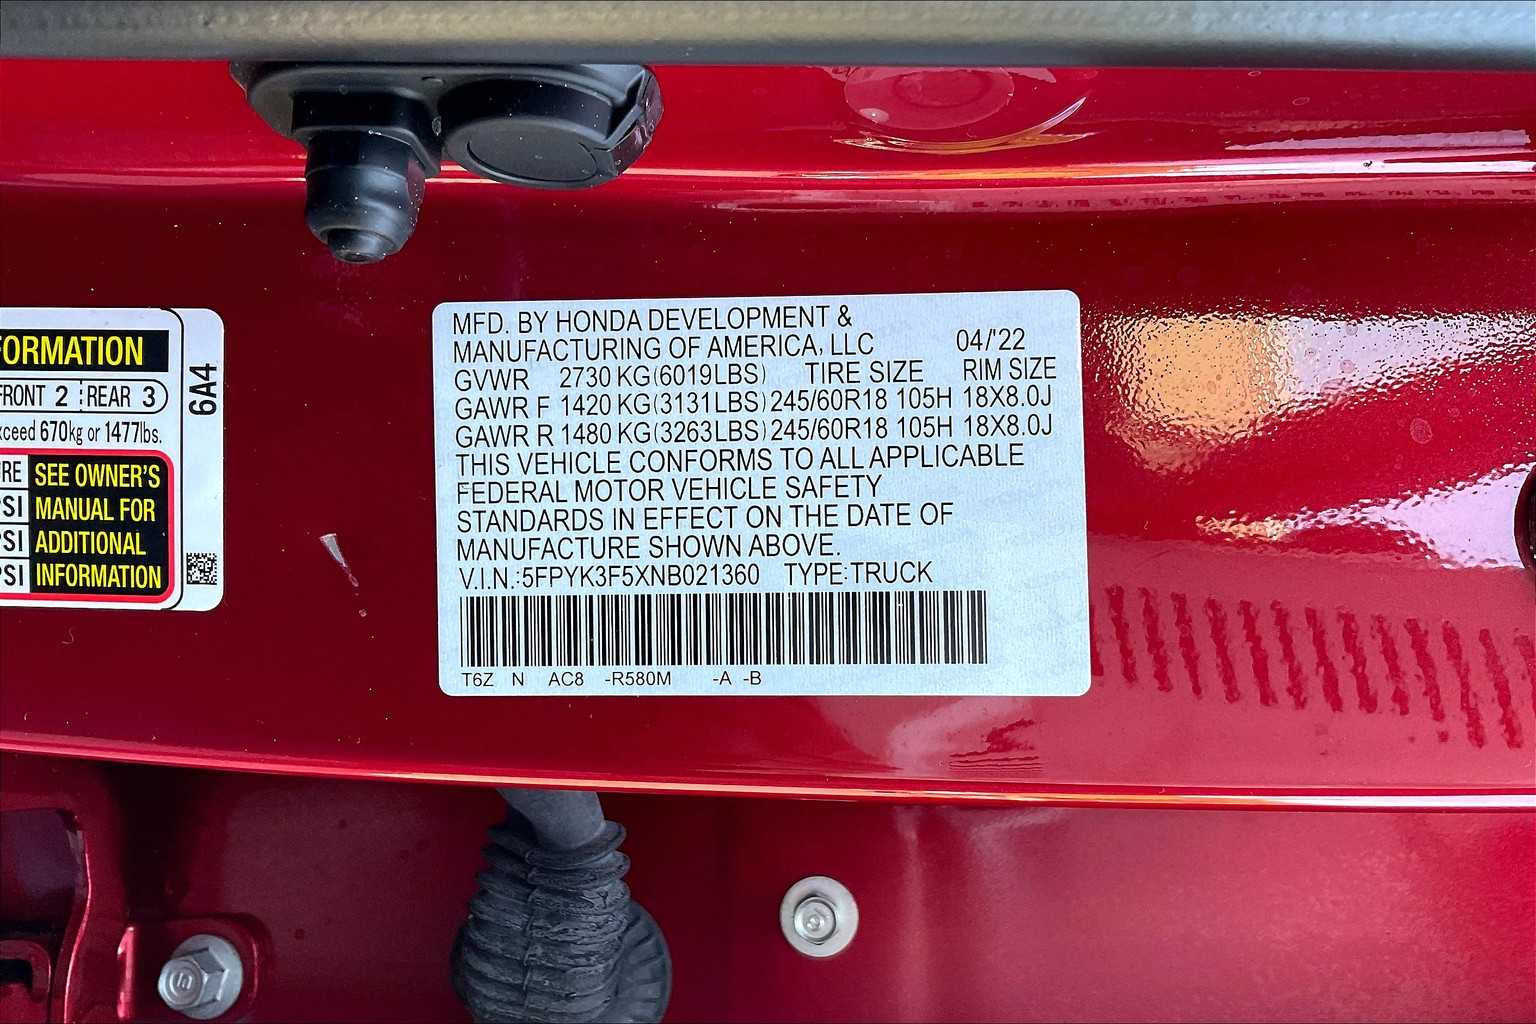 FORMATION
FRONT 2 REAR 3
xceed 670kg or 1477lbs.
RE SEE OWNER'S
PSI MANUAL FOR
PSI ADDITIONAL
PSI INFORMATION
6A4
MFD. BY HONDA DEVELOPMENT &
MANUFACTURING OF AMERICA, LLC 04/'22
GVWR 2730 KG(6019LBS) TIRE SIZE RIM SIZE
GAWR F 1420 KG(3131LBS) 245/60R18 105H 18X8.0J
GAWR R 1480 KG(3263LBS) 245/60R18 105H 18X8.0J
THIS VEHICLE CONFORMS TO ALL APPLICABLE
FEDERAL MOTOR VEHICLE SAFETY
STANDARDS IN EFFECT ON THE DATE OF
MANUFACTURE SHOWN ABOVE.
V.I.N.:5FPYK3F5XNB021360 TYPE:TRUCK
T6Z N AC8 -R580M -A -B